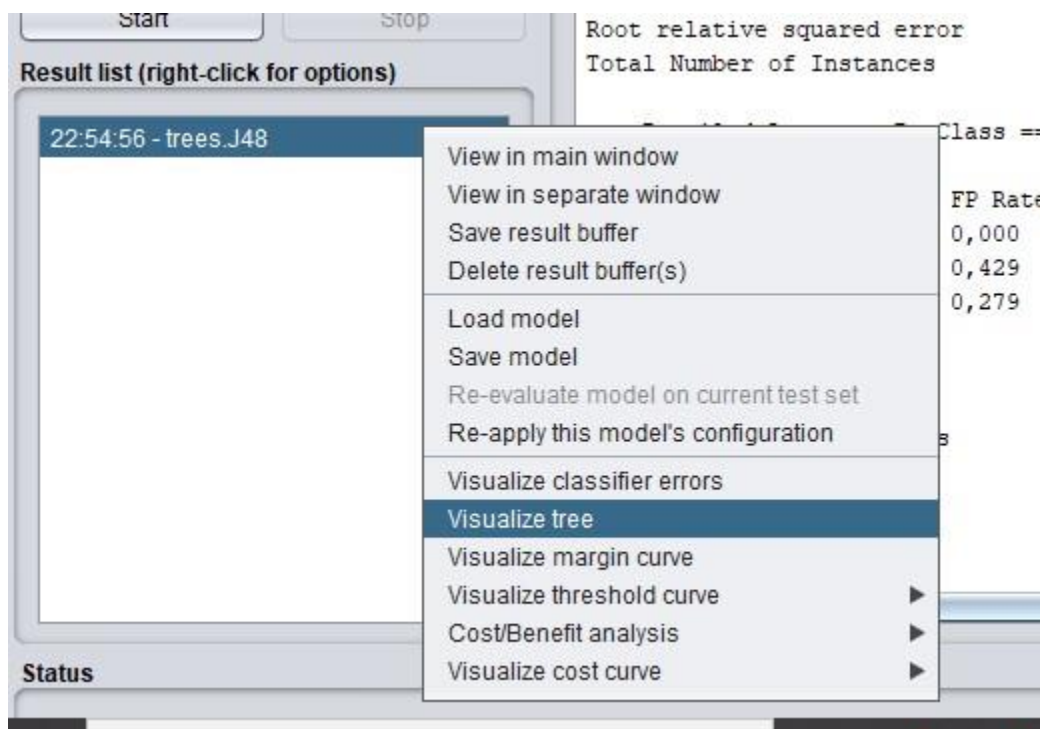 Start
Stop
Result list (right-click for options)
22:54:56 - trees.J48
View in main window
View in separate window
Save result buffer
Delete result buffer(s)
Load model
Save model
Re-evaluate model on current test set
Re-apply this model's configuration
Visualize classifier errors
Visualize tree
Visualize margin curve
Visualize threshold curve
Cost/Benefit analysis
Visualize cost curve
Status
Root relative squared error
Total Number of Instances
Class ==
FP Rate
0,000
0,429
0,279